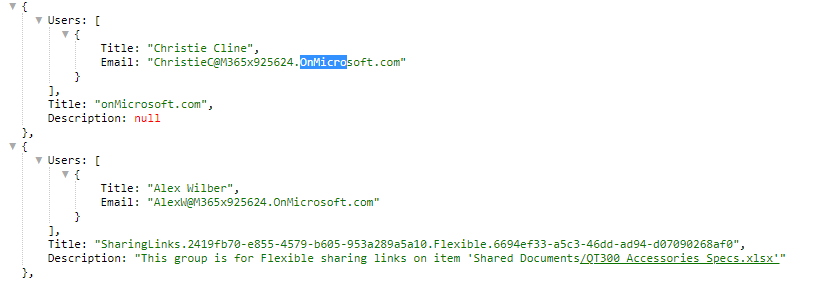 {
Users: [
{
Title: "Christie Cline",
Email: "ChristieC@M365x925624.OnMicrosoft.com"
}
],
Title: "onMicrosoft.com",
Description: null
},
{
Users: [
{
Title: "Alex Wilber",
Email: "AlexW@M365x925624.OnMicrosoft.com"
}
],
Title: "SharingLinks.2419fb70-e855-4579-b605-953a289a5a10.Flexible.6694ef33-a5c3-46dd-ad94-d07090268af0",
Description: "This group is for Flexible sharing links on item 'Shared Documents/QT300 Accessories Specs.xlsx'"
},